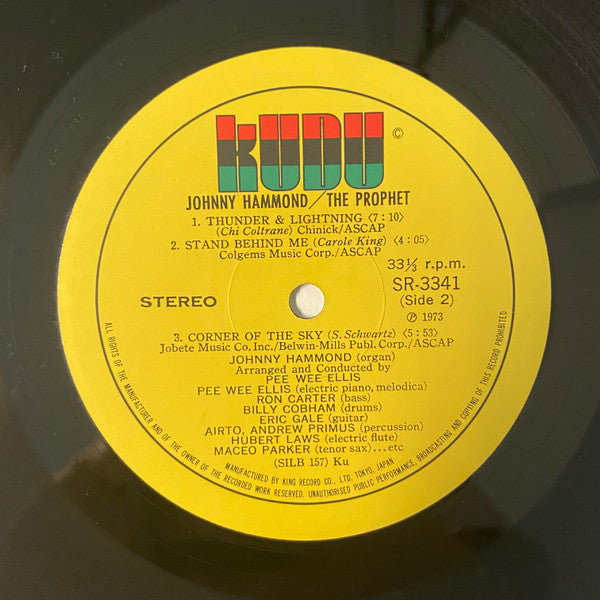 KUDU ©
JOHNNY HAMMOND/THE PROPHET
1. THUNDER & LIGHTNING <7:10>
(Chi Coltrane) Chinick/ASCAP
2. STAND BEHIND ME (Carole King) <4:05>
Colgems Music Corp./ASCAP
33⅓ r.p.m.
SR-3341
(Side 2)
STEREO
Ⓟ 1973
3. CORNER OF THE SKY (S. Schwartz) <5:53>
Jobete Music Co. Inc./Belwin-Mills Publ. Corp./ASCAP
JOHNNY HAMMOND (organ)
Arranged and Conducted by
PEE WEE ELLIS
PEE WEE ELLIS (electric piano, melodica)
RON CARTER (bass)
BILLY COBHAM (drums)
ERIC GALE (guitar)
AIRTO, ANDREW PRIMUS (percussion)
HUBERT LAWS (electric flute)
MACEO PARKER (tenor sax)...etc
(SILB 157) Ku
MANUFACTURED BY KING RECORD CO., LTD. TOKYO, JAPAN
ALL RIGHTS OF THE MANUFACTURER AND OF THE OWNER OF THE RECORDED WORK RESERVED. UNAUTHORISED PUBLIC PERFORMANCE, BROADCASTING AND COPYING OF THIS RECORD PROHIBITED